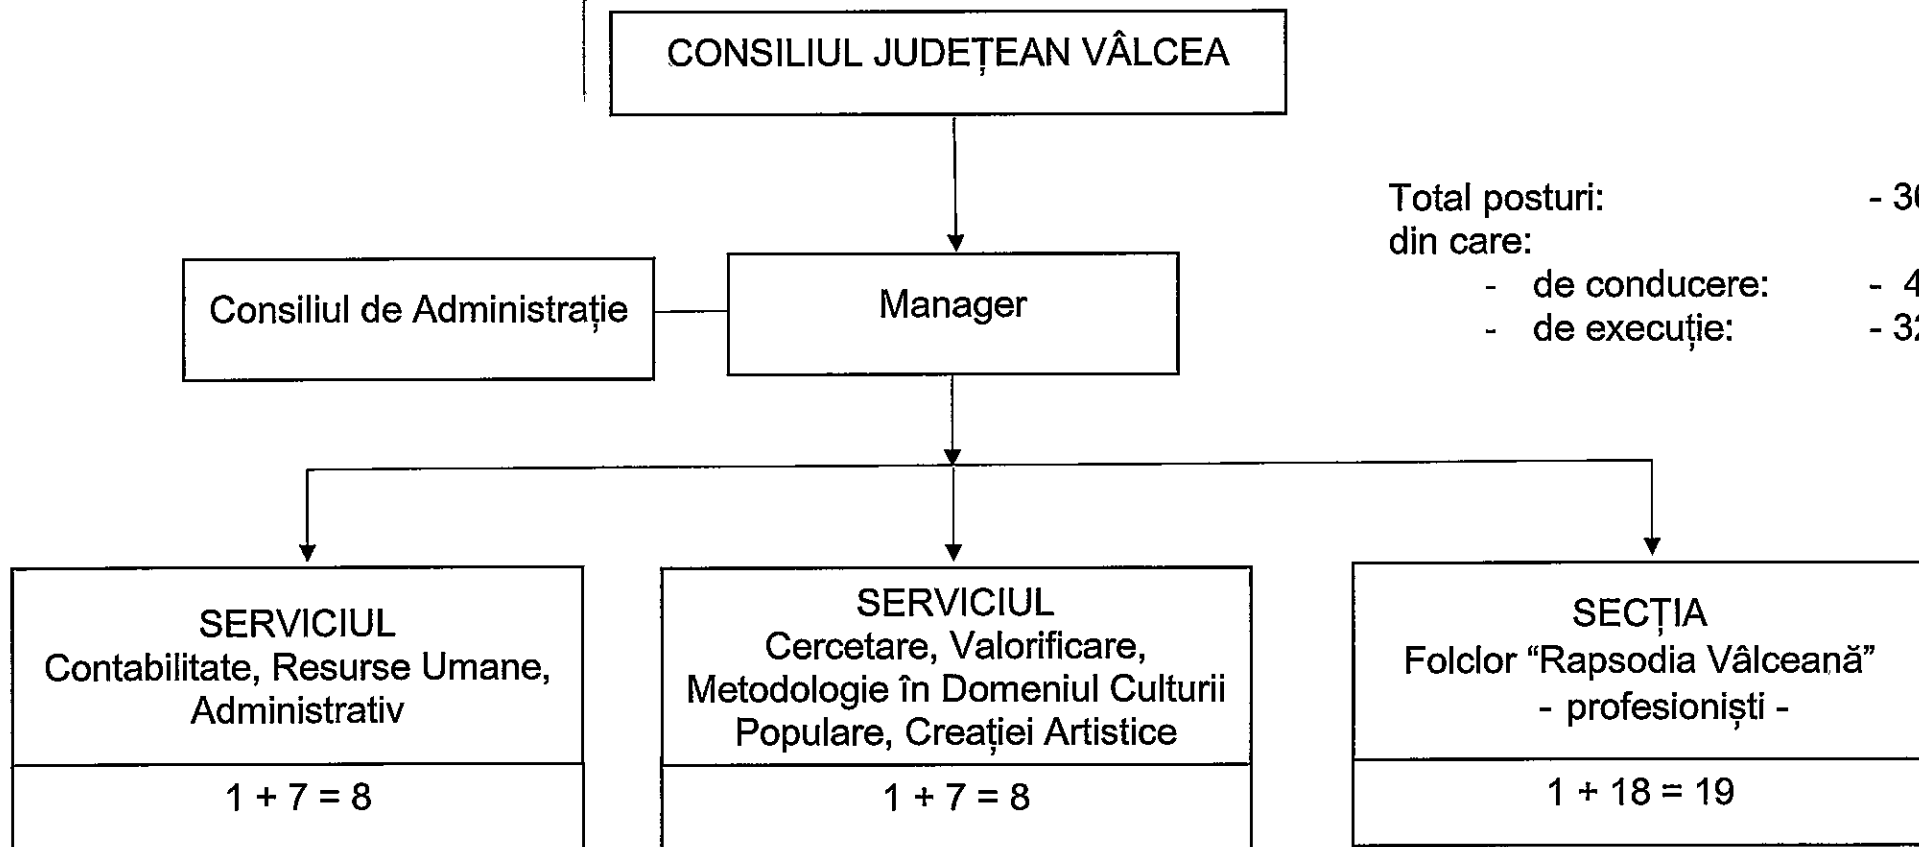 CONSILIUL JUDEȚEAN VÂLCEA
Total posturi:
din care:
- de conducere: - 4
- de execuție: - 32
Consiliul de Administrație
Manager
SERVICIUL
Contabilitate, Resurse Umane,
Administrativ
1 + 7 = 8
SERVICIUL
Cercetare, Valorificare,
Metodologie în Domeniul Culturii
Populare, Creației Artistice
1 + 7 = 8
SECȚIA
Folclor “Rapsodia Vâlceană”
- profesioniști -
1 + 18 = 19